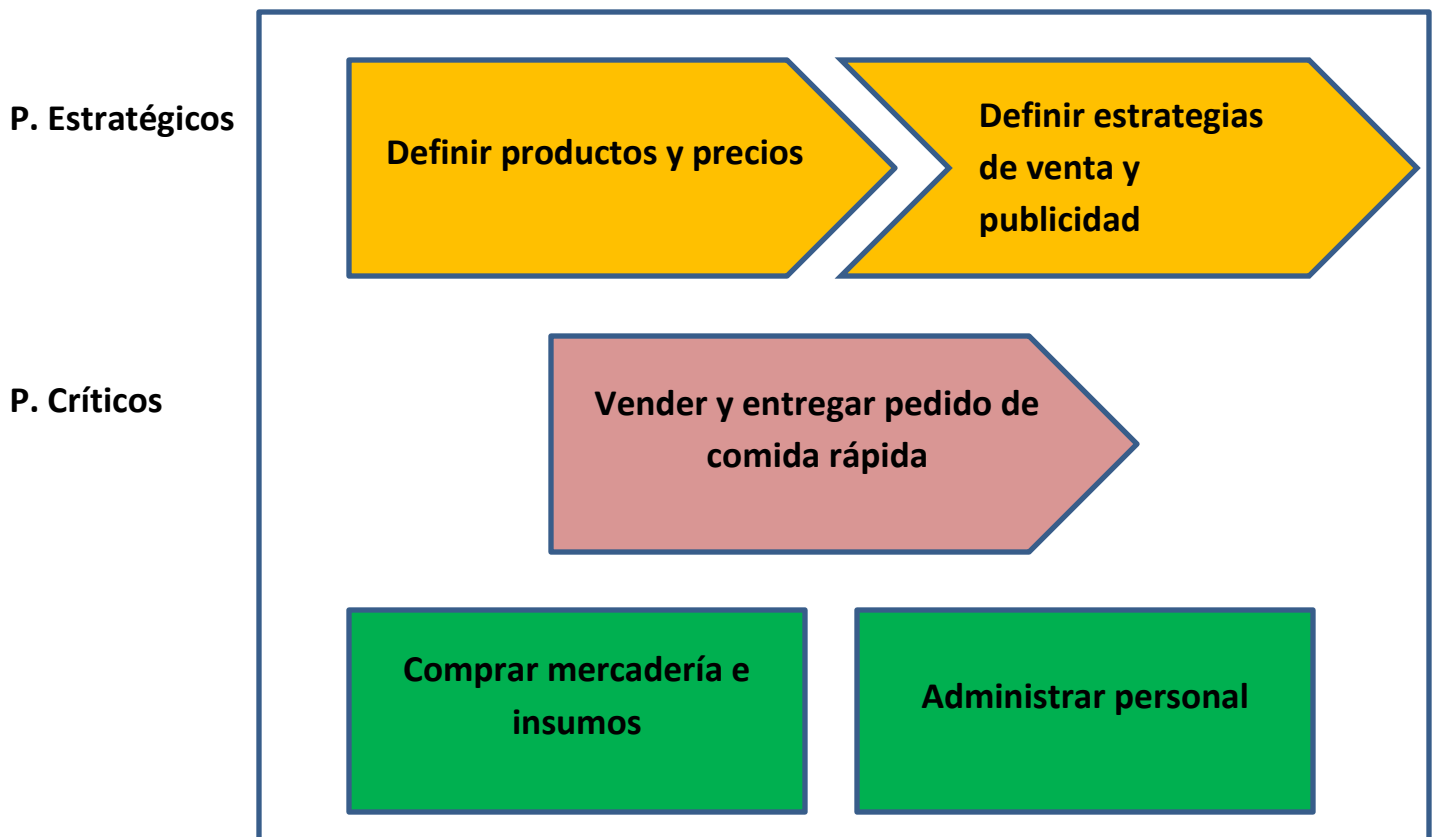 P. Estratégicos
Definir productos y precios
Definir estrategias
de venta y
publicidad
P. Críticos
Vender y entregar pedido de
comida rápida
Comprar mercadería e
insumos
Administrar personal